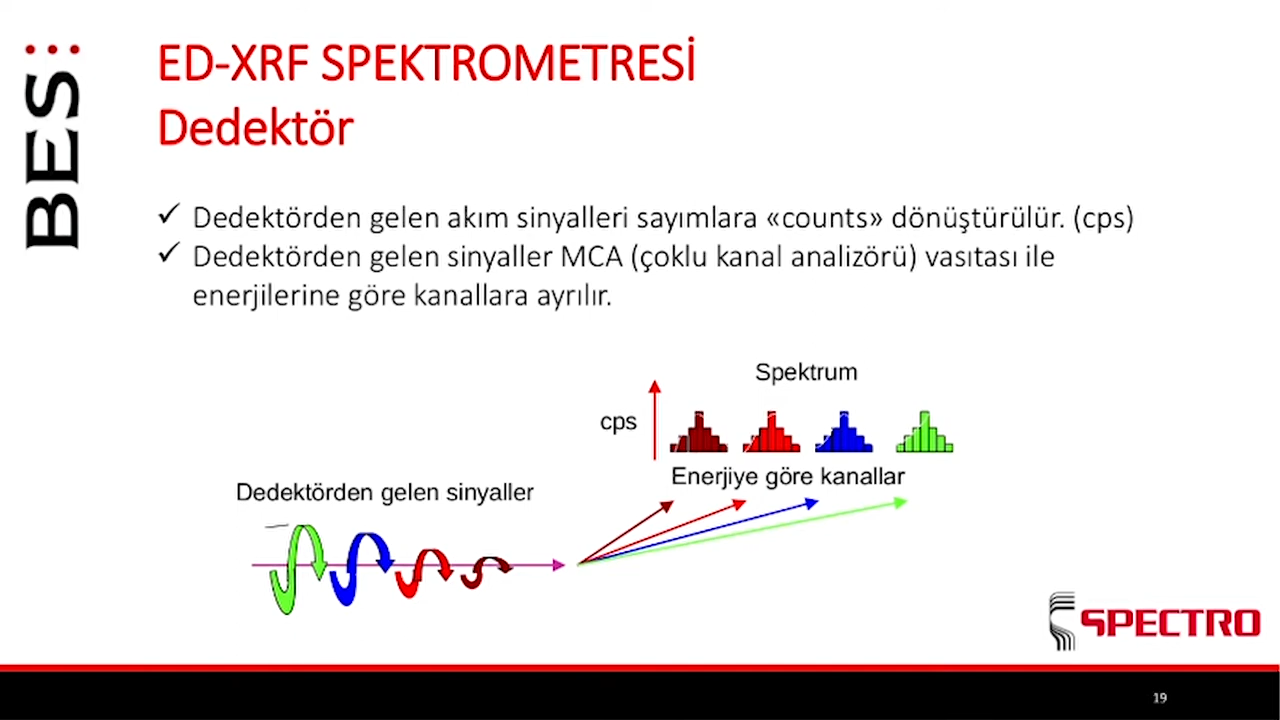 BES
ED-XRF SPEKTROMETRESİ
Dedektör
Dedektörden gelen akım sinyalleri sayımlara «counts» dönüştürülür. (cps)
Dedektörden gelen sinyaller MCA (çoklu kanal analizörü) vasıtası ile
enerjilerine göre kanallara ayrılır.
Spektrum
cps
Enerjiye göre kanallar
Dedektörden gelen sinyaller
SPECTRO
19